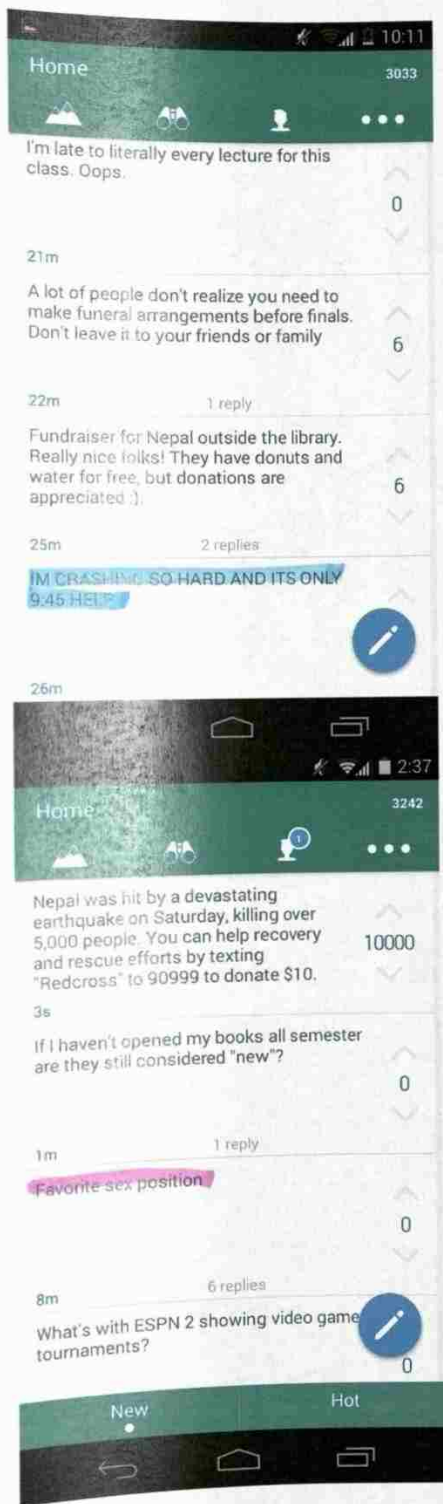 10:11
Home 3033
I'm late to literally every lecture for this
class. Oops.
0
21m
A lot of people don't realize you need to
make funeral arrangements before finals.
Don't leave it to your friends or family
6
22m 1 reply
Fundraiser for Nepal outside the library.
Really nice folks! They have donuts and
water for free, but donations are
appreciated :).
6
25m 2 replies
IM CRASHING SO HARD AND ITS ONLY
9:45 HELP
26m
2:37
Home 3242
1
Nepal was hit by a devastating
earthquake on Saturday, killing over
5,000 people. You can help recovery
and rescue efforts by texting
"Redcross" to 90999 to donate $10.
10000
3s
If I haven't opened my books all semester
are they still considered "new"?
0
1m 1 reply
Favorite sex position
0
8m 6 replies
What's with ESPN 2 showing video game
tournaments?
0
New Hot